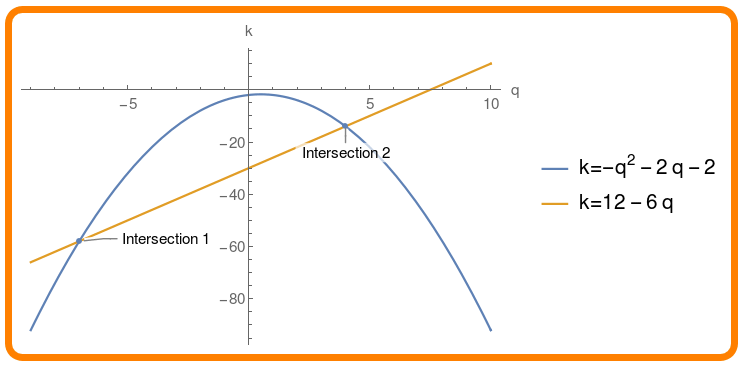 k
q
−5
5
10
−20
−40
−60
−80
Intersection 1
Intersection 2
k=−q² − 2 q − 2
k=12 − 6 q